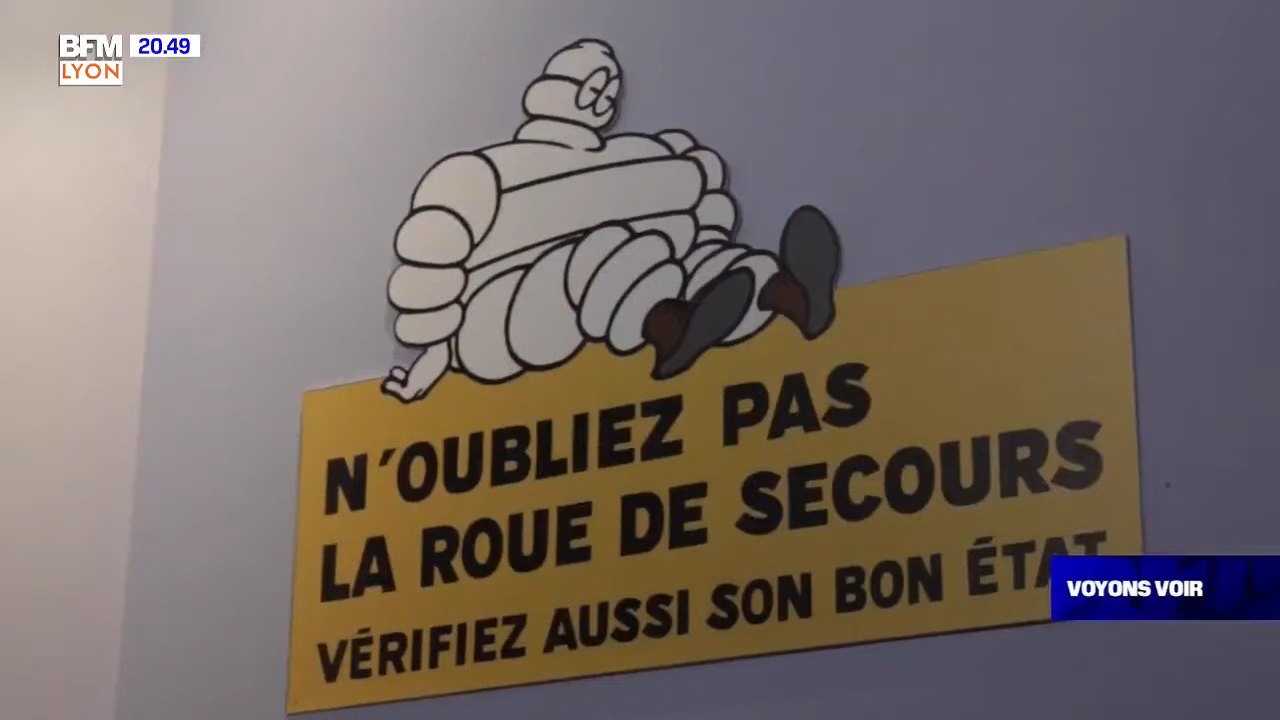 BFM 20.49
LYON
N'OUBLIEZ PAS
LA ROUE DE SECOURS
VÉRIFIEZ AUSSI SON BON ÉTAT
VOYONS VOIR